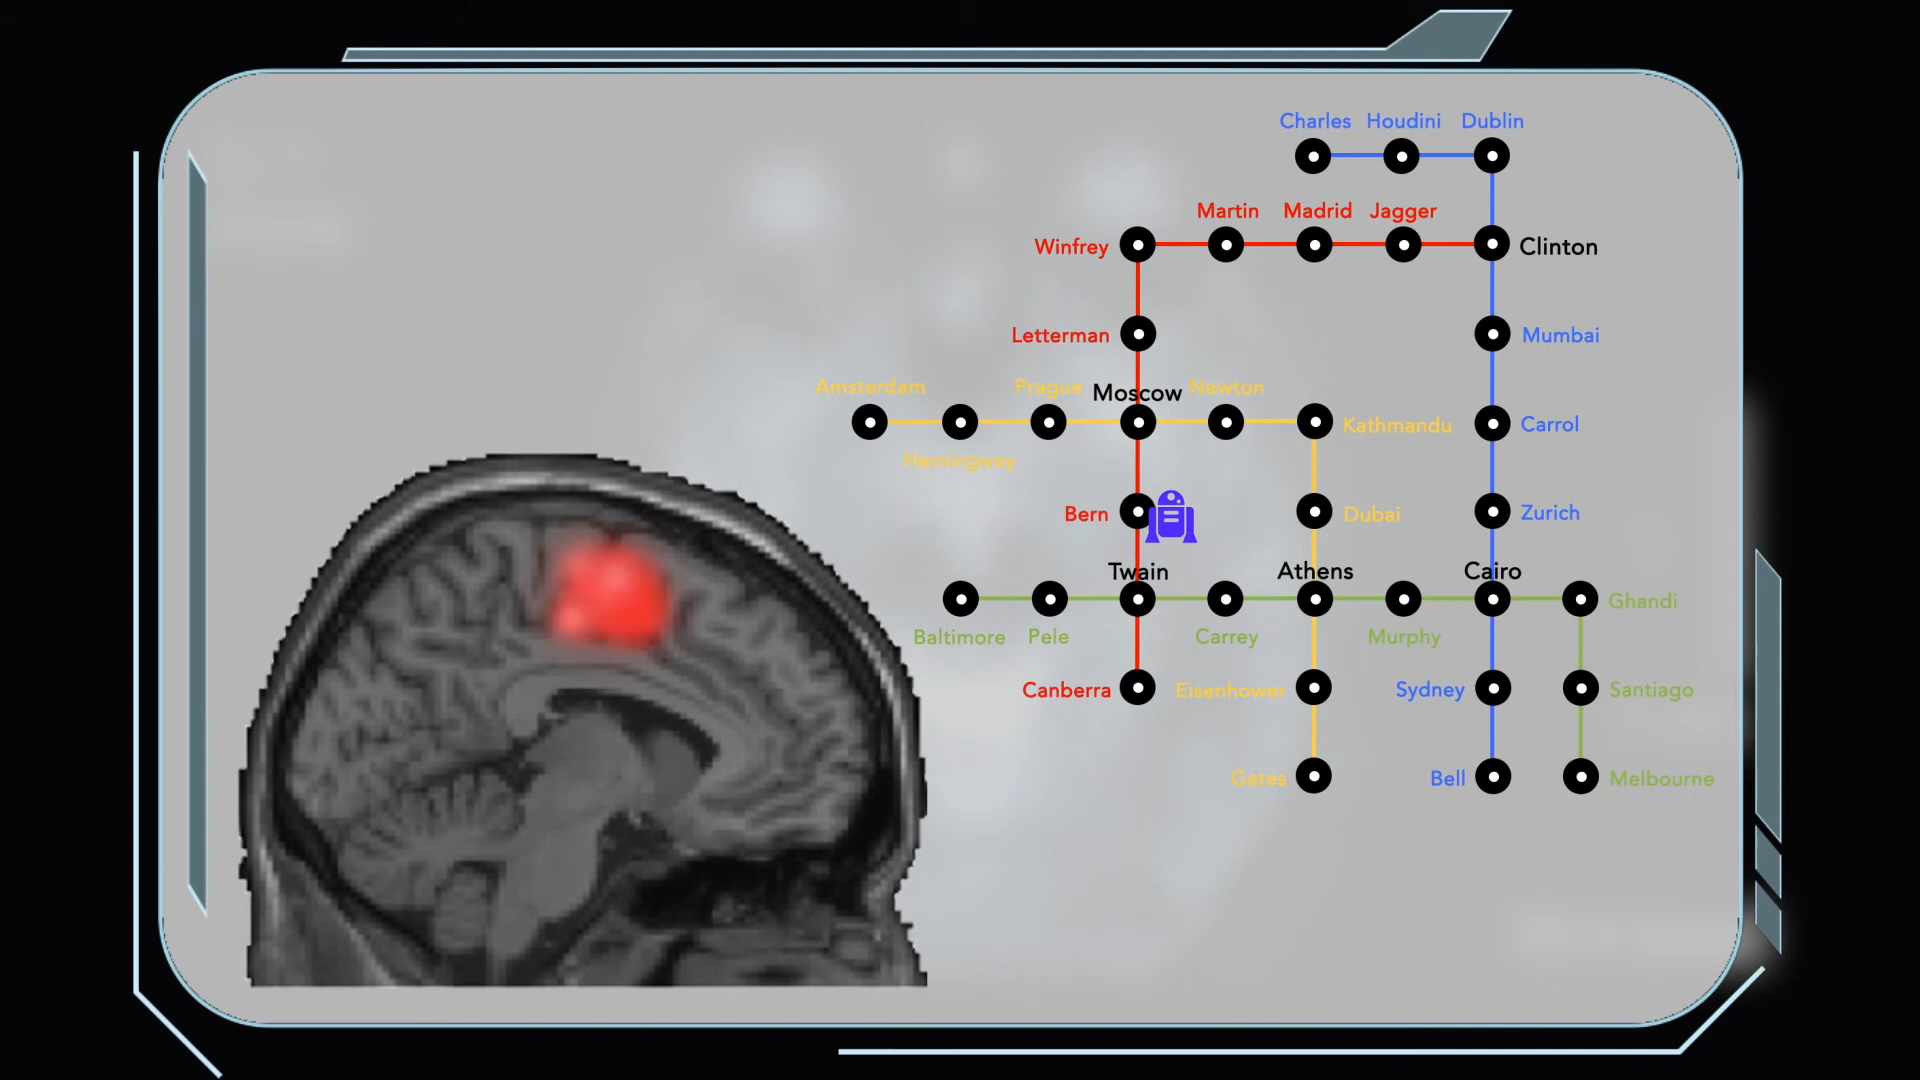 Charles Houdini Dublin
Martin Madrid Jagger
Winfrey Clinton
Letterman Mumbai
Amsterdam Prague Moscow Newton
Kathmandu Carrol
Hemingway
Bern Dubai Zurich
Twain Athens Cairo
Ghandi
Baltimore Pele Carrey Murphy
Canberra Eisenhower Sydney Santiago
Gates Bell Melbourne